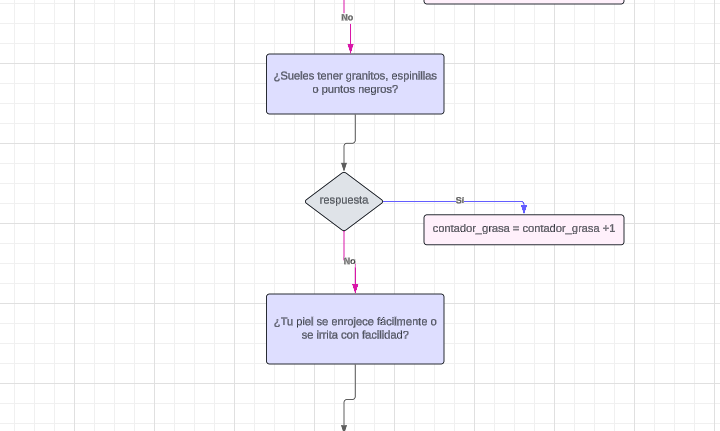 No
¿Sueles tener granitos, espinillas
o puntos negros?
respuesta
Sí
contador_grasa = contador_grasa +1
No
¿Tu piel se enrojece fácilmente o
se irrita con facilidad?